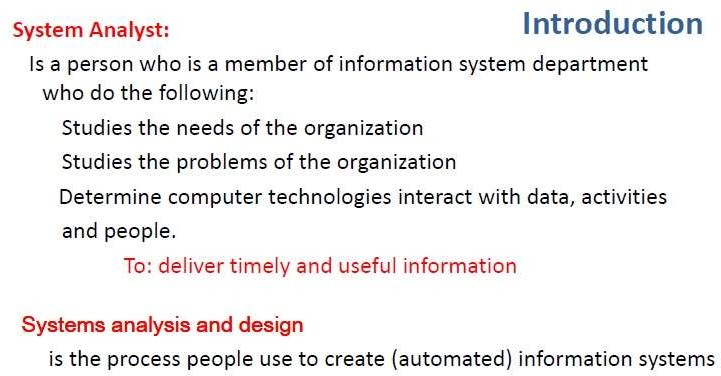 Introduction
System Analyst:
Is a person who is a member of information system department
who do the following:
Studies the needs of the organization
Studies the problems of the organization
Determine computer technologies interact with data, activities
and people.
To: deliver timely and useful information
Systems analysis and design
is the process people use to create (automated) information systems